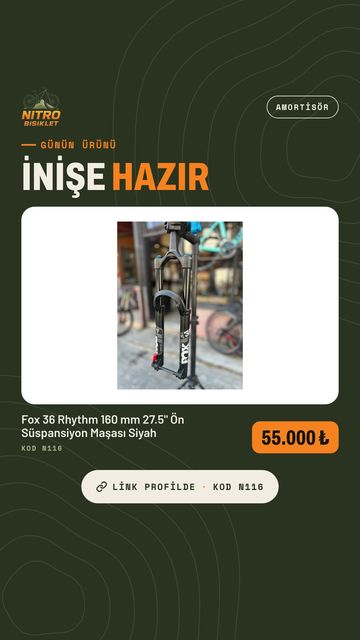 NITRO
BISIKLET
AMORTİSÖR
GÜNÜN ÜRÜNÜ
İNİŞE HAZIR
FOX
Fox 36 Rhythm 160 mm 27.5" Ön
Süspansiyon Maşası Siyah
KOD N116
55.000 ₺
LİNK PROFİLDE · KOD N116